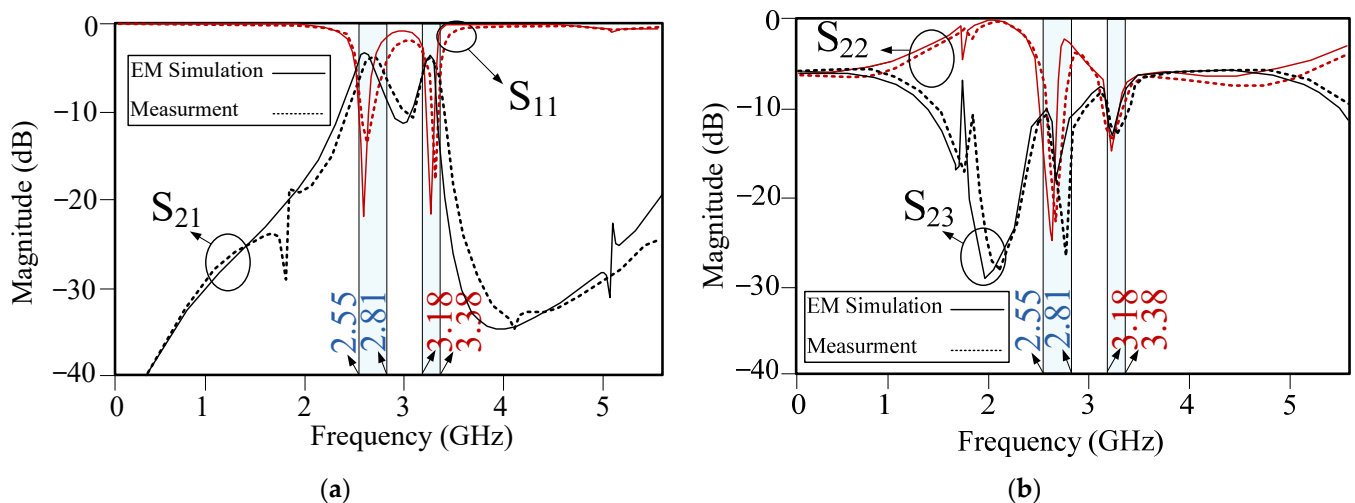 0
−10
−20
−30
−40
Magnitude (dB)
EM Simulation
Measurment
S11
S21
2.55
2.81
3.18
3.38
0 1 2 3 4 5
Frequency (GHz)
(a)
0
−10
−20
−30
−40
Magnitude (dB)
S22
S23
EM Simulation
Measurment
2.55
2.81
3.18
3.38
0 1 2 3 4 5
Frequency (GHz)
(b)